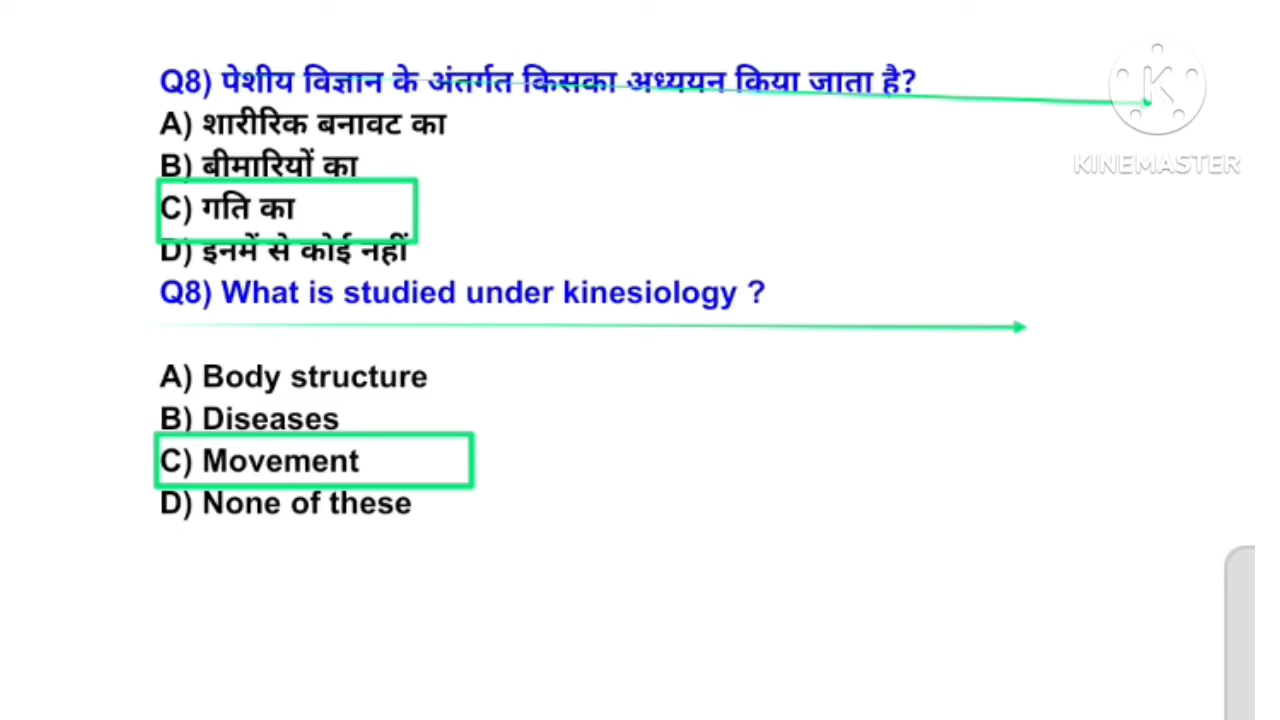 Q8) पेशीय विज्ञान के अंतर्गत किसका अध्ययन किया जाता है?
A) शारीरिक बनावट का
B) बीमारियों का
C) गति का
D) इनमें से कोई नहीं
Q8) What is studied under kinesiology ?
A) Body structure
B) Diseases
C) Movement
D) None of these
K
KINEMASTER